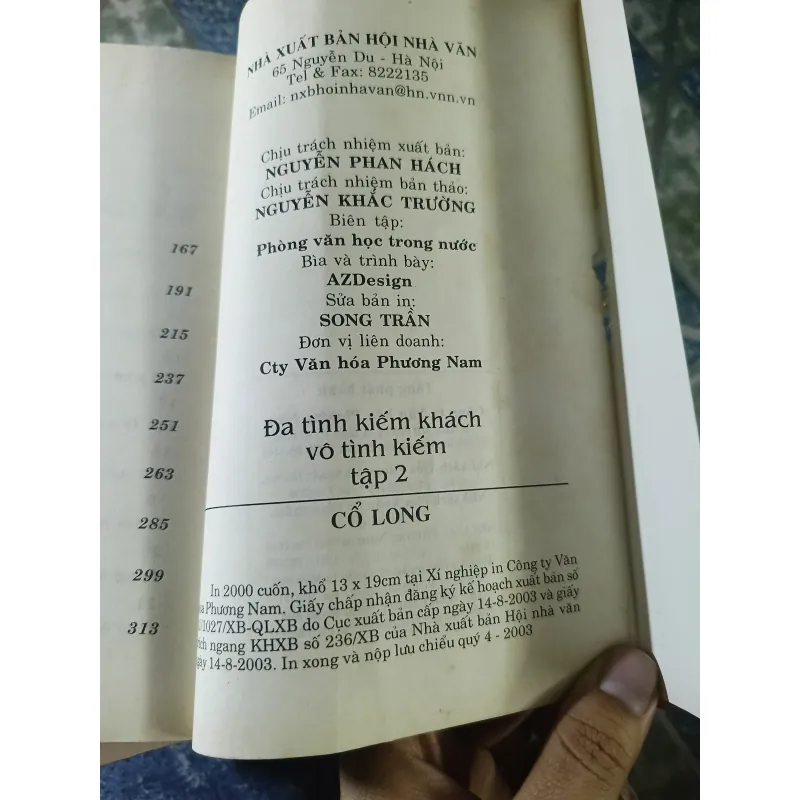 167
191
215
237
251
263
285
299
313
NHÀ XUẤT BẢN HỘI NHÀ VĂN
65 Nguyễn Du - Hà Nội
Tel & Fax: 8222135
Email: nxbhoinhavan@hn.vnn.vn
Chịu trách nhiệm xuất bản:
NGUYỄN PHAN HÁCH
Chịu trách nhiệm bản thảo:
NGUYỄN KHẮC TRƯỜNG
Biên tập:
Phòng văn học trong nước
Bìa và trình bày:
AZDesign
Sửa bản in:
SONG TRẦN
Đơn vị liên doanh:
Cty Văn hóa Phương Nam
Đa tình kiếm khách
vô tình kiếm
tập 2
CỔ LONG
In 2000 cuốn, khổ 13 x 19cm tại Xí nghiệp in Công ty Văn
Phương Nam. Giấy chấp nhận đăng ký kế hoạch xuất bản số
/1027/XB-QLXB do Cục xuất bản cấp ngày 14-8-2003 và giấy
ngang KHXB số 236/XB của Nhà xuất bản Hội nhà văn
14-8-2003. In xong và nộp lưu chiểu quý 4 - 2003